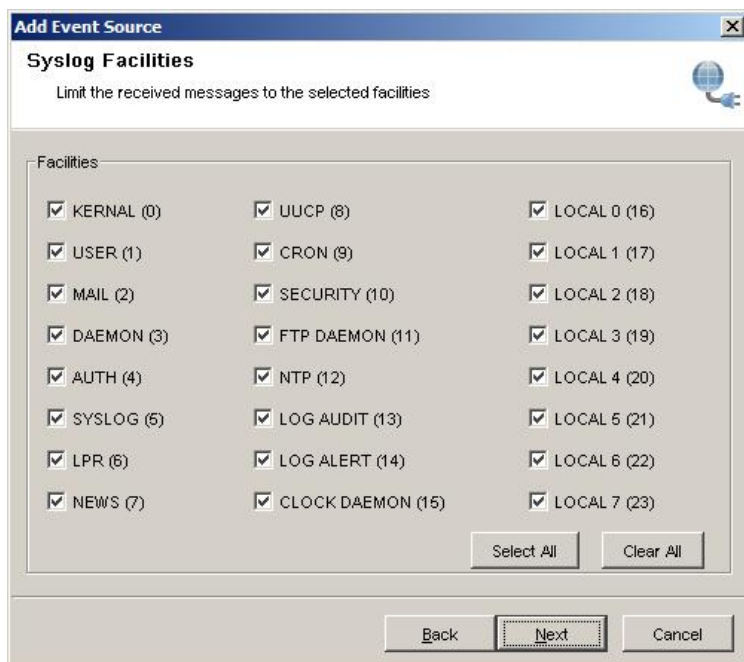 Add Event Source
Syslog Facilities
Limit the received messages to the selected facilities
Facilities
KERNAL (0) UUCP (8) LOCAL 0 (16)
USER (1) CRON (9) LOCAL 1 (17)
MAIL (2) SECURITY (10) LOCAL 2 (18)
DAEMON (3) FTP DAEMON (11) LOCAL 3 (19)
AUTH (4) NTP (12) LOCAL 4 (20)
SYSLOG (5) LOG AUDIT (13) LOCAL 5 (21)
LPR (6) LOG ALERT (14) LOCAL 6 (22)
NEWS (7) CLOCK DAEMON (15) LOCAL 7 (23)
Select All Clear All
Back Next Cancel